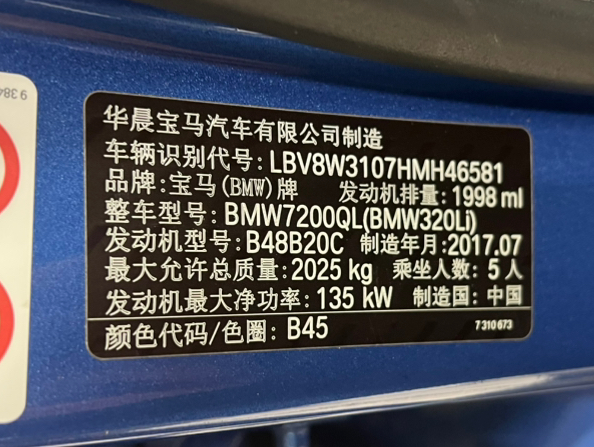 华晨宝马汽车有限公司制造
车辆识别代号: LBV8W3107HMH46581
品牌:宝马(BMW)牌 发动机排量: 1998 ml
整车型号: BMW7200QL(BMW320Li)
发动机型号: B48B20C 制造年月:2017.07
最大允许总质量:2025 kg 乘坐人数: 5 人
发动机最大净功率: 135 kW 制造国: 中国
颜色代码/色圈: B45 7 310 673